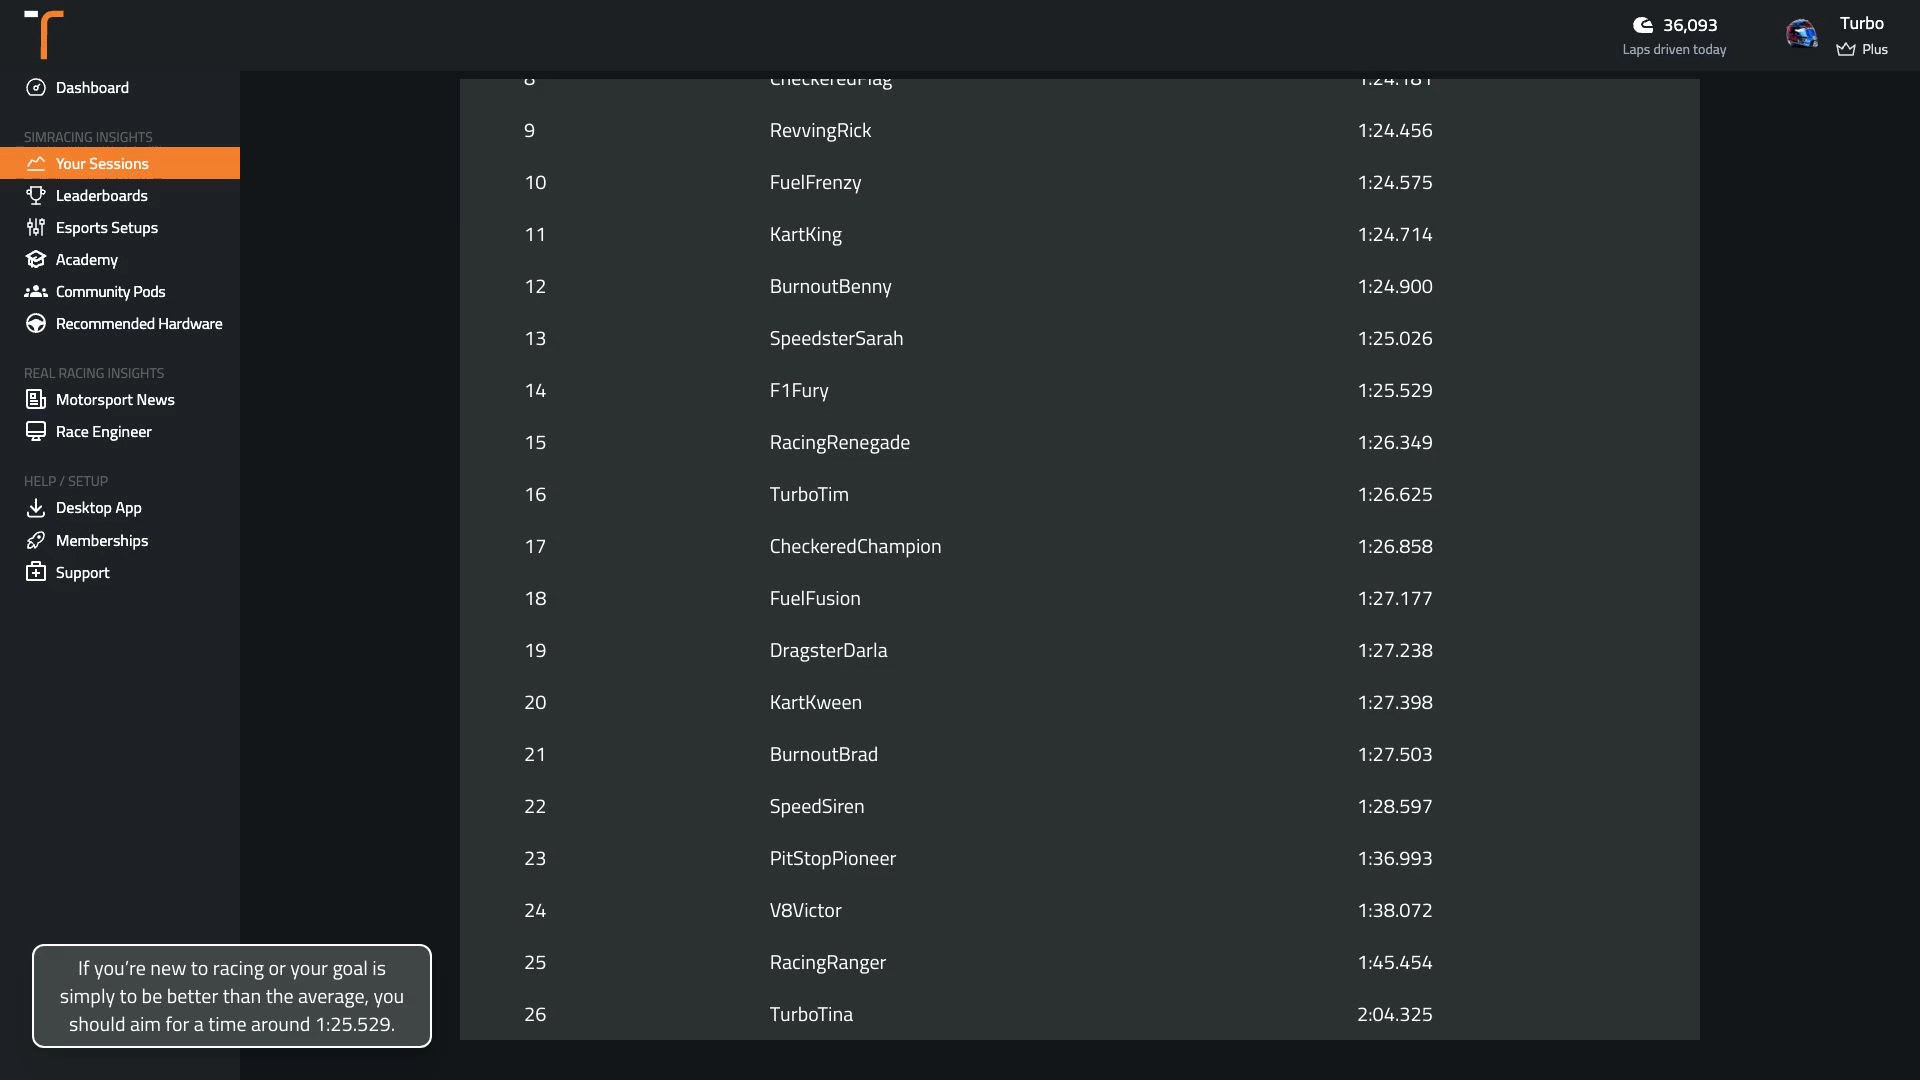 36,093
Laps driven today
Turbo
Plus
Dashboard
SIMRACING INSIGHTS
Your Sessions
Leaderboards
Esports Setups
Academy
Community Pods
Recommended Hardware
REAL RACING INSIGHTS
Motorsport News
Race Engineer
HELP / SETUP
Desktop App
Memberships
Support
8 CheckeredFlag 1:24.181
9 RevvingRick 1:24.456
10 FuelFrenzy 1:24.575
11 KartKing 1:24.714
12 BurnoutBenny 1:24.900
13 SpeedsterSarah 1:25.026
14 F1Fury 1:25.529
15 RacingRenegade 1:26.349
16 TurboTim 1:26.625
17 CheckeredChampion 1:26.858
18 FuelFusion 1:27.177
19 DragsterDarla 1:27.238
20 KartKween 1:27.398
21 BurnoutBrad 1:27.503
22 SpeedSiren 1:28.597
23 PitStopPioneer 1:36.993
24 V8Victor 1:38.072
25 RacingRanger 1:45.454
26 TurboTina 2:04.325
If you're new to racing or your goal is
simply to be better than the average, you
should aim for a time around 1:25.529.